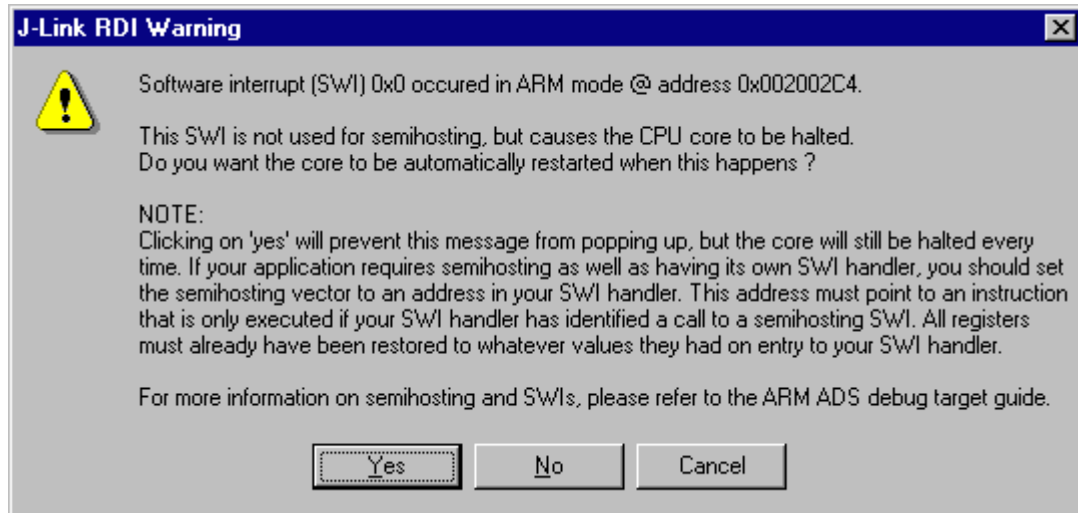 J-Link RDI Warning
Software interrupt (SWI) 0x0 occured in ARM mode @ address 0x002002C4.
This SWI is not used for semihosting, but causes the CPU core to be halted.
Do you want the core to be automatically restarted when this happens ?
NOTE:
Clicking on 'yes' will prevent this message from popping up, but the core will still be halted every
time. If your application requires semihosting as well as having its own SWI handler, you should set
the semihosting vector to an address in your SWI handler. This address must point to an instruction
that is only executed if your SWI handler has identified a call to a semihosting SWI. All registers
must already have been restored to whatever values they had on entry to your SWI handler.
For more information on semihosting and SWIs, please refer to the ARM ADS debug target guide.
Yes No Cancel